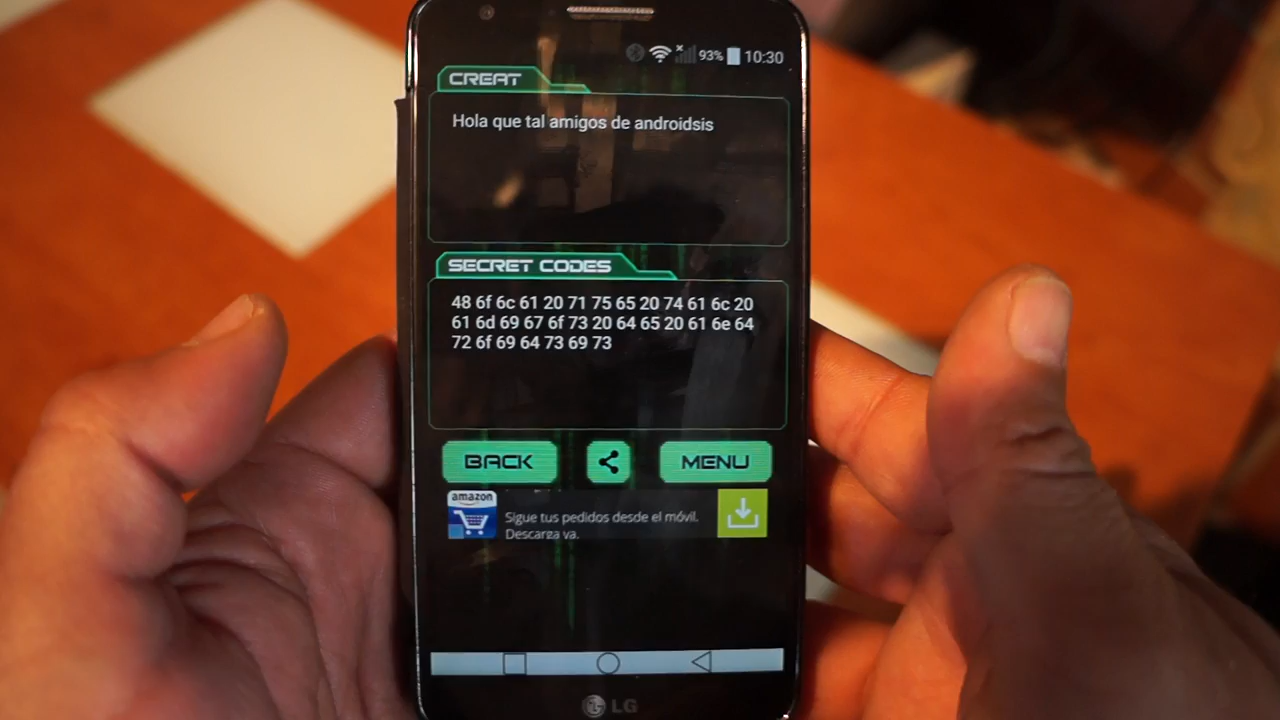 93% 10:30
CREAT
Hola que tal amigos de androidsis
SECRET CODES
48 6f 6c 61 20 71 75 65 20 74 61 6c 20
61 6d 69 67 6f 73 20 64 65 20 61 6e 64
72 6f 69 64 73 69 73
BACK MENU
amazon
Sigue tus pedidos desde el móvil.
Descarga ya.
LG